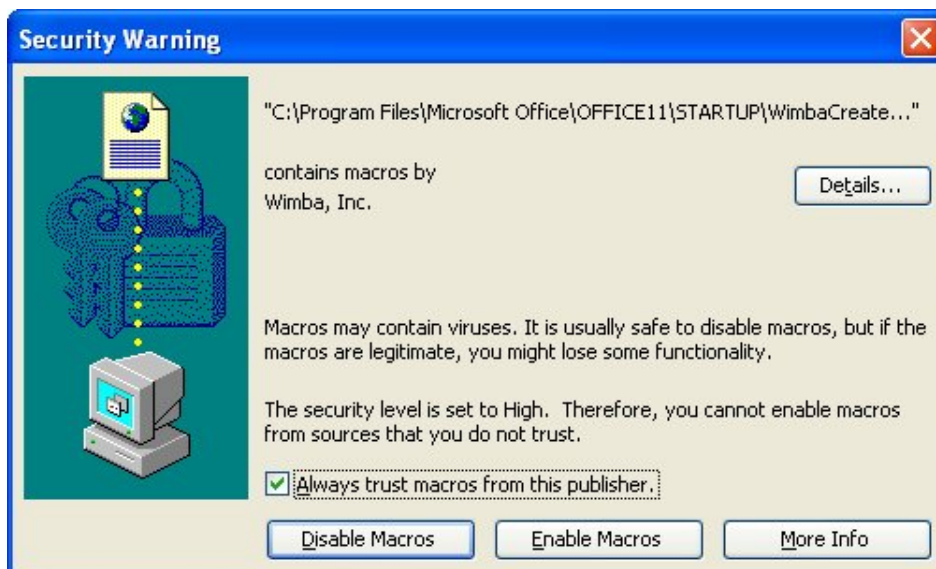 Security Warning
"C:\Program Files\Microsoft Office\OFFICE11\STARTUP\WimbaCreate..."
contains macros by
Wimba, Inc.
Details...
Macros may contain viruses. It is usually safe to disable macros, but if the
macros are legitimate, you might lose some functionality.
The security level is set to High.  Therefore, you cannot enable macros
from sources that you do not trust.
Always trust macros from this publisher.
Disable Macros
Enable Macros
More Info